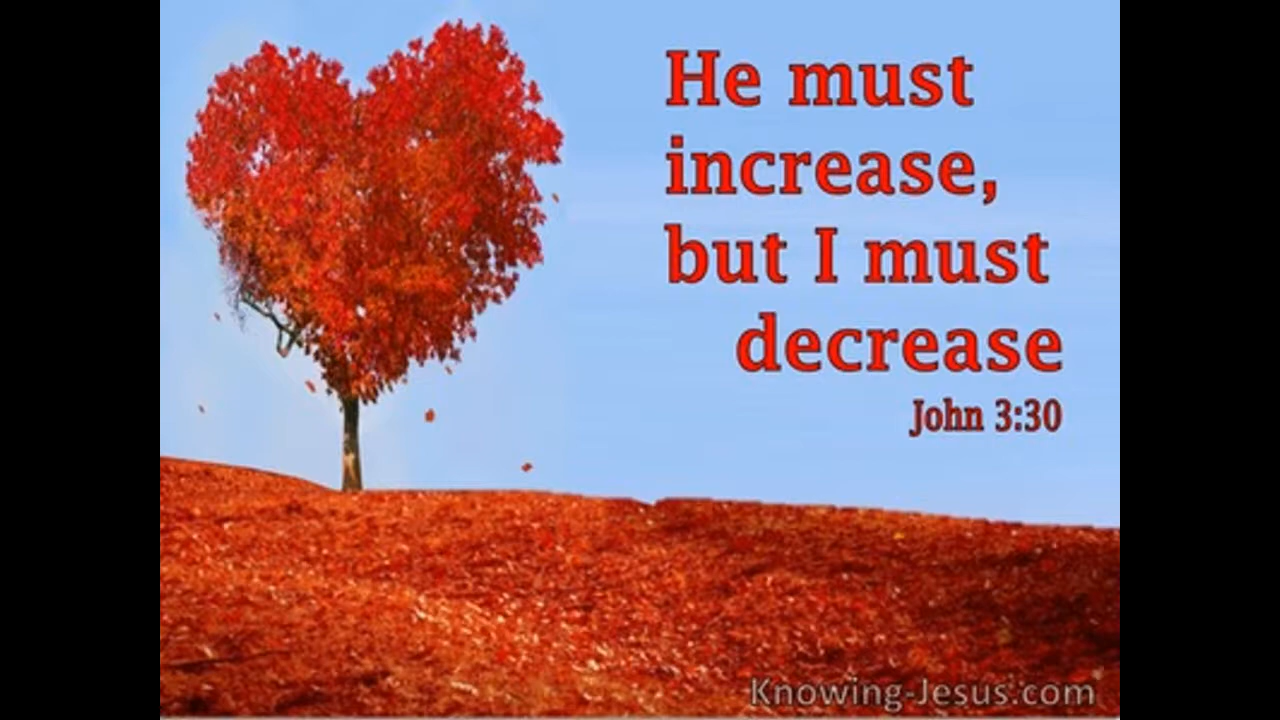 He must
increase,
but I must
decrease
John 3:30
Knowing-Jesus.com